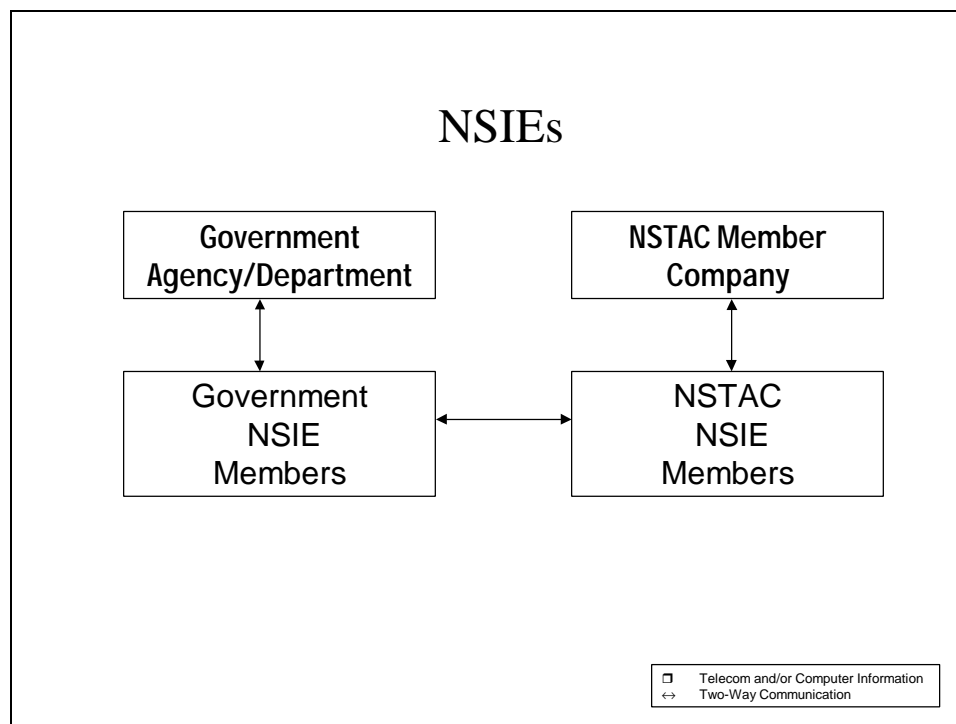 NSIEs
Government
Agency/Department
NSTAC Member
Company
Government
NSIE
Members
NSTAC
NSIE
Members
❒ Telecom and/or Computer Information
↔ Two-Way Communication